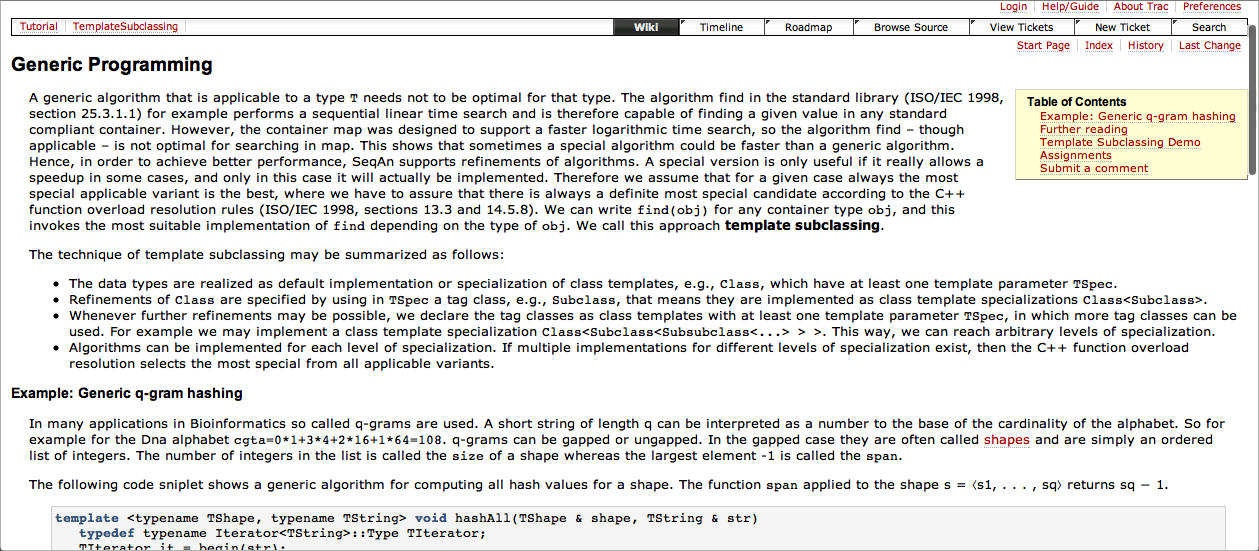 Login Help/Guide About Trac Preferences
Tutorial TemplateSubclassing Wiki Timeline Roadmap Browse Source View Tickets New Ticket Search
Start Page Index History Last Change
Generic Programming
A generic algorithm that is applicable to a type T needs not to be optimal for that type. The algorithm find in the standard library (ISO/IEC 1998,
section 25.3.1.1) for example performs a sequential linear time search and is therefore capable of finding a given value in any standard
compliant container. However, the container map was designed to support a faster logarithmic time search, so the algorithm find – though
applicable – is not optimal for searching in map. This shows that sometimes a special algorithm could be faster than a generic algorithm.
Hence, in order to achieve better performance, SeqAn supports refinements of algorithms. A special version is only useful if it really allows a
speedup in some cases, and only in this case it will actually be implemented. Therefore we assume that for a given case always the most
special applicable variant is the best, where we have to assure that there is always a definite most special candidate according to the C++
function overload resolution rules (ISO/IEC 1998, sections 13.3 and 14.5.8). We can write find(obj) for any container type obj, and this
invokes the most suitable implementation of find depending on the type of obj. We call this approach template subclassing.
Table of Contents
Example: Generic q-gram hashing
Further reading
Template Subclassing Demo
Assignments
Submit a comment
The technique of template subclassing may be summarized as follows:
• The data types are realized as default implementation or specialization of class templates, e.g., Class, which have at least one template parameter TSpec.
• Refinements of Class are specified by using in TSpec a tag class, e.g., Subclass, that means they are implemented as class template specializations Class<Subclass>.
• Whenever further refinements may be possible, we declare the tag classes as class templates with at least one template parameter TSpec, in which more tag classes can be
used. For example we may implement a class template specialization Class<Subclass<Subsubclass<...> > >. This way, we can reach arbitrary levels of specialization.
• Algorithms can be implemented for each level of specialization. If multiple implementations for different levels of specialization exist, then the C++ function overload
resolution selects the most special from all applicable variants.
Example: Generic q-gram hashing
In many applications in Bioinformatics so called q-grams are used. A short string of length q can be interpreted as a number to the base of the cardinality of the alphabet. So for
example for the Dna alphabet cgta=0*1+3*4+2*16+1*64=108. q-grams can be gapped or ungapped. In the gapped case they are often called shapes and are simply an ordered
list of integers. The number of integers in the list is called the size of a shape whereas the largest element -1 is called the span.
The following code sniplet shows a generic algorithm for computing all hash values for a shape. The function span applied to the shape s = ⟨s1, . . . , sq⟩ returns sq − 1.
template <typename TShape, typename TString> void hashAll(TShape & shape, TString & str)
typedef typename Iterator<TString>::Type TIterator;
TIterator it = begin(str);